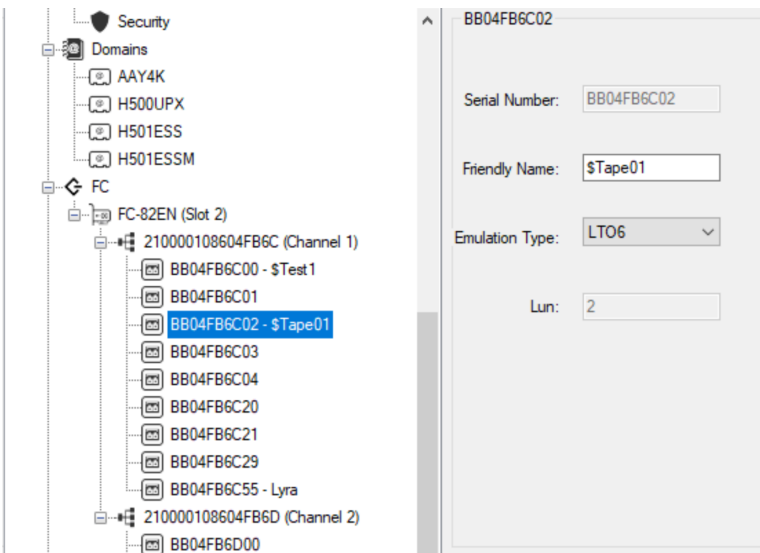 Security
Domains
AAY4K
H500UPX
H501ESS
H501ESSM
FC
FC-82EN (Slot 2)
210000108604FB6C (Channel 1)
BB04FB6C00 - $Test1
BB04FB6C01
BB04FB6C02 - $Tape01
BB04FB6C03
BB04FB6C04
BB04FB6C20
BB04FB6C21
BB04FB6C29
BB04FB6C55 - Lyra
210000108604FB6D (Channel 2)
BB04FB6D00
BB04FB6C02
Serial Number: BB04FB6C02
Friendly Name: $Tape01
Emulation Type: LTO6
Lun: 2